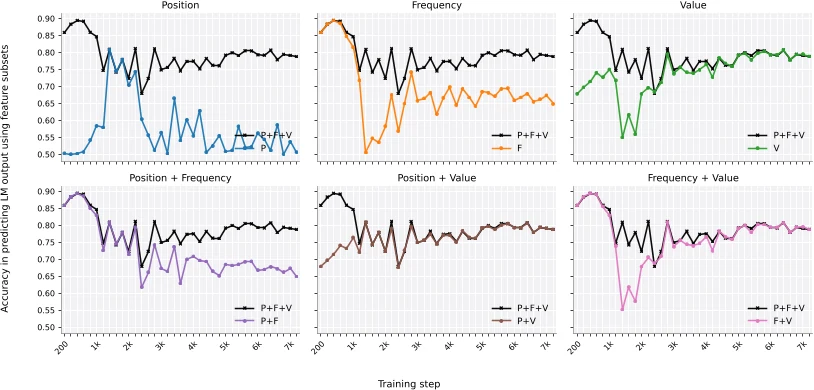 Position
Frequency
Value
Accuracy in predicting LM output using feature subsets
0.90
0.85
0.80
0.75
0.70
0.65
0.60
0.55
0.50
P+F+V
P
P+F+V
F
P+F+V
V
Position + Frequency
Position + Value
Frequency + Value
0.90
0.85
0.80
0.75
0.70
0.65
0.60
0.55
0.50
P+F+V
P+F
P+F+V
P+V
P+F+V
F+V
200 1k 2k 3k 4k 5k 6k 7k
200 1k 2k 3k 4k 5k 6k 7k
200 1k 2k 3k 4k 5k 6k 7k
Training step